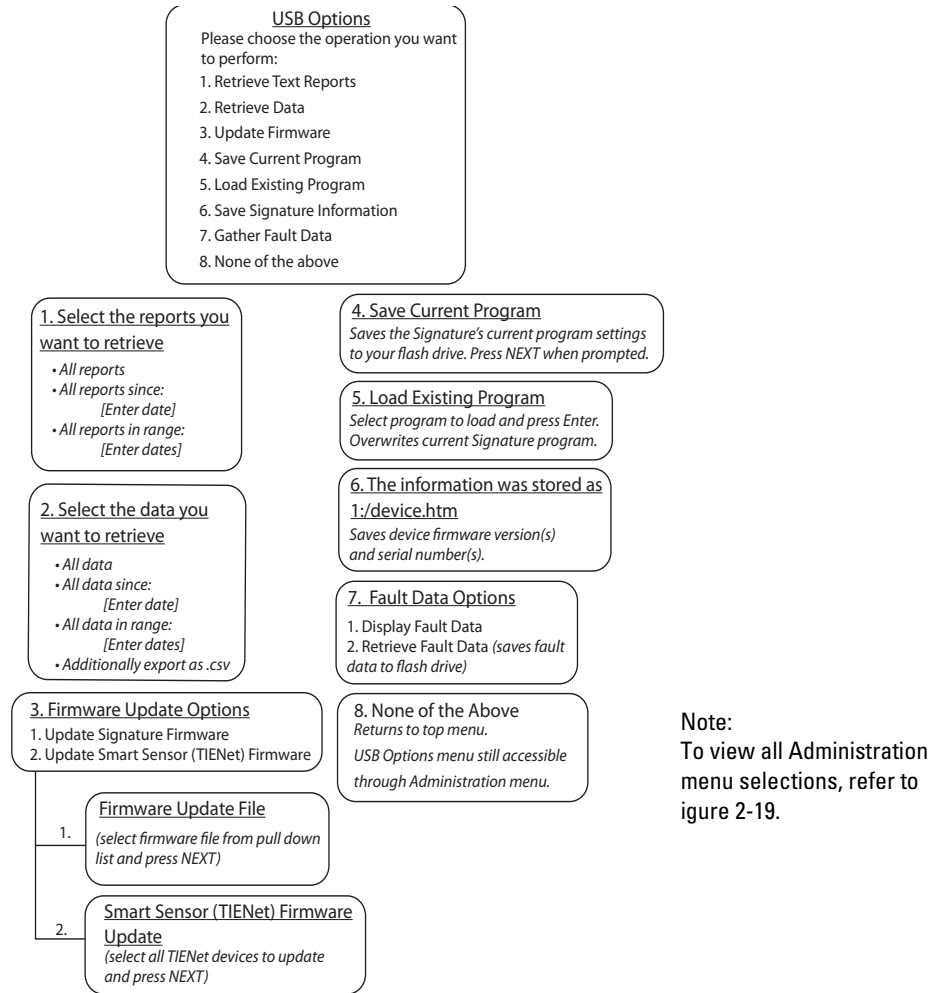 USB Options
Please choose the operation you want
to perform:
1. Retrieve Text Reports
2. Retrieve Data
3. Update Firmware
4. Save Current Program
5. Load Existing Program
6. Save Signature Information
7. Gather Fault Data
8. None of the above
1. Select the reports you
want to retrieve
• All reports
• All reports since:
[Enter date]
• All reports in range:
[Enter dates]
2. Select the data you
want to retrieve
• All data
• All data since:
[Enter date]
• All data in range:
[Enter dates]
• Additionally export as .csv
3. Firmware Update Options
1. Update Signature Firmware
2. Update Smart Sensor (TIENet) Firmware
1.
Firmware Update File
(select firmware file from pull down
list and press NEXT)
2.
Smart Sensor (TIENet) Firmware
Update
(select all TIENet devices to update
and press NEXT)
4. Save Current Program
Saves the Signature's current program settings
to your flash drive. Press NEXT when prompted.
5. Load Existing Program
Select program to load and press Enter.
Overwrites current Signature program.
6. The information was stored as
1:/device.htm
Saves device firmware version(s)
and serial number(s).
7. Fault Data Options
1. Display Fault Data
2. Retrieve Fault Data (saves fault
data to flash drive)
8. None of the Above
Returns to top menu.
USB Options menu still accessible
through Administration menu.
Note:
To view all Administration
menu selections, refer to
igure 2-19.